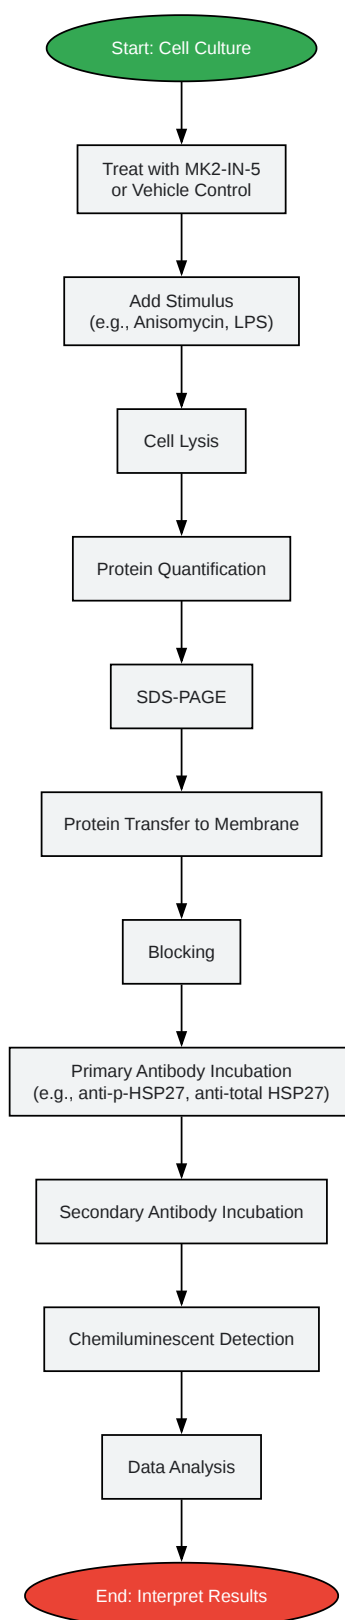 Start: Cell Culture
Treat with MK2-IN-5
or Vehicle Control
Add Stimulus
(e.g., Anisomycin, LPS)
Cell Lysis
Protein Quantification
SDS-PAGE
Protein Transfer to Membrane
Blocking
Primary Antibody Incubation
(e.g., anti-p-HSP27, anti-total HSP27)
Secondary Antibody Incubation
Chemiluminescent Detection
Data Analysis
End: Interpret Results